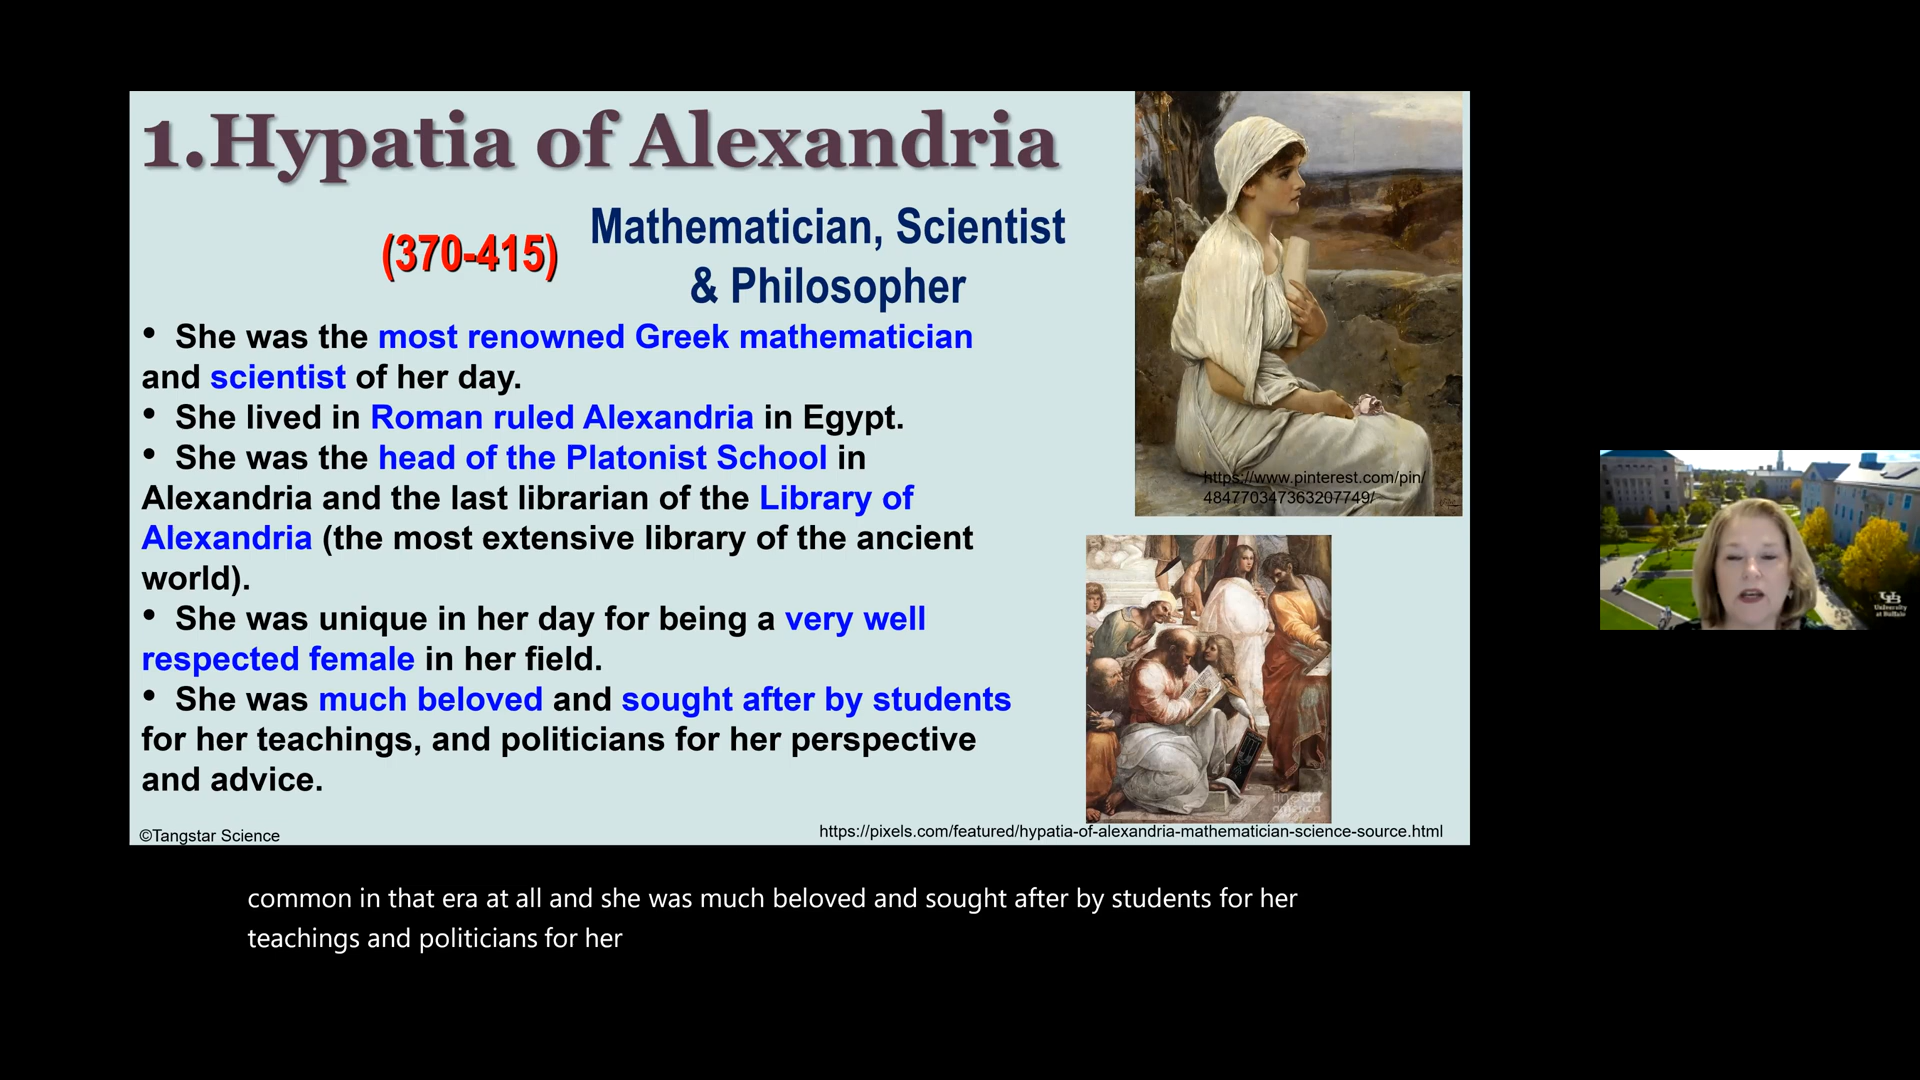 1.Hypatia of Alexandria
(370-415)
Mathematician, Scientist
& Philosopher
• She was the most renowned Greek mathematician
and scientist of her day.
• She lived in Roman ruled Alexandria in Egypt.
• She was the head of the Platonist School in
Alexandria and the last librarian of the Library of
Alexandria (the most extensive library of the ancient
world).
• She was unique in her day for being a very well
respected female in her field.
• She was much beloved and sought after by students
for her teachings, and politicians for her perspective
and advice.
https://www.pinterest.com/pin/
484770347363207749/
fineart
america
https://pixels.com/featured/hypatia-of-alexandria-mathematician-science-source.html
©Tangstar Science
University
at Buffalo
common in that era at all and she was much beloved and sought after by students for her
teachings and politicians for her